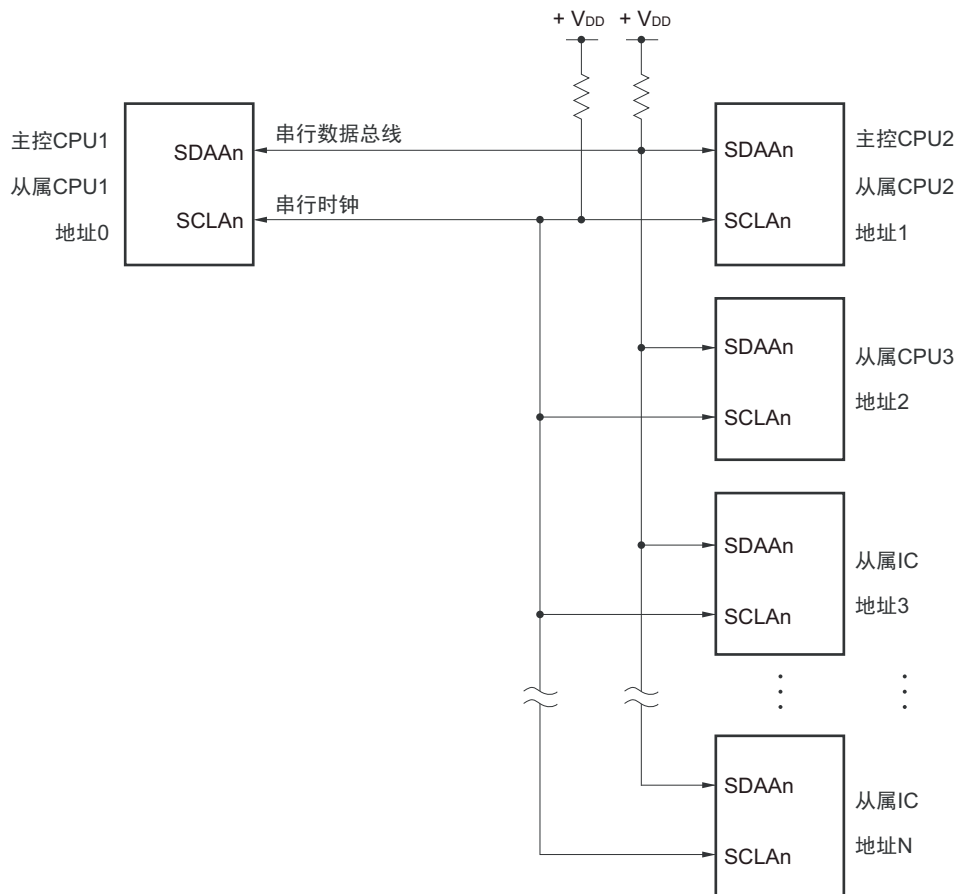 + VDD
+ VDD
主控CPU1
从属CPU1
地址0
SDAAn
SCLAn
串行数据总线
串行时钟
SDAAn
SCLAn
主控CPU2
从属CPU2
地址1
SDAAn
SCLAn
从属CPU3
地址2
SDAAn
SCLAn
从属IC
地址3
SDAAn
SCLAn
从属IC
地址N